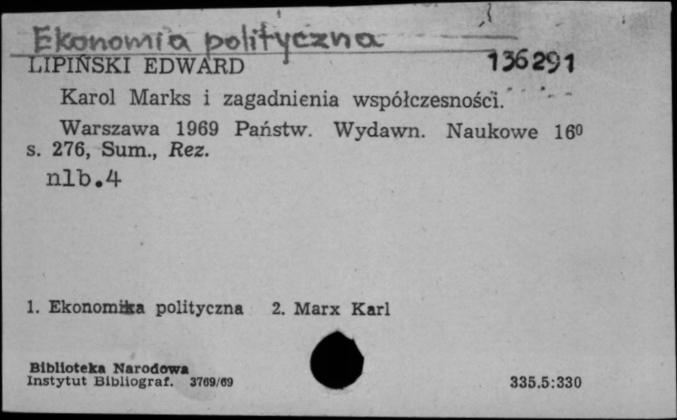 Ekonomia polityczna
LIPIŃSKI EDWARD 136291
Karol Marks i zagadnienia współczesności.
Warszawa 1969 Państw. Wydawn. Naukowe 16⁰
s. 276, Sum., Rez.
nlb.4
1. Ekonomika polityczna 2. Marx Karl
Biblioteka Narodowa
Instytut Bibliograf. 3769/69 335.5:330